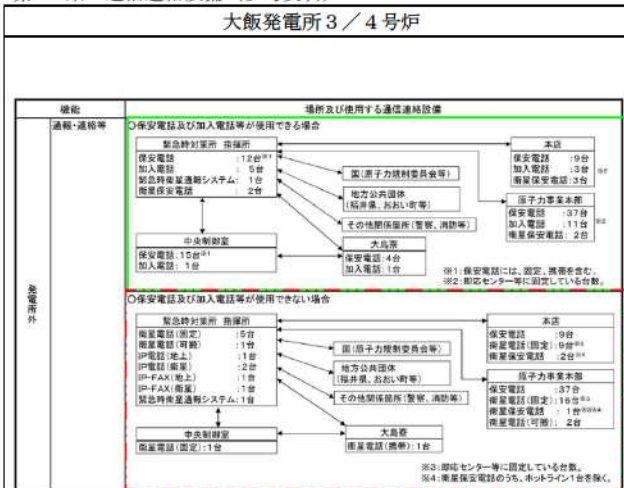 大飯発電所３／４号炉
機能
場所及び使用する通信連絡設備
発電所外
通報・連絡等
○保安電話及び加入電話等が使用できる場合
緊急時対策所 指揮所
保安電話 :12台※1
加入電話 : 5台
緊急時衛星通報システム: 1台
衛星保安電話 : 2台
中央制御室
保安電話:15台※1
加入電話: 1台
国(原子力規制委員会等)
地方公共団体
(福井県、おおい町等)
その他関係箇所(警察、消防等)
大島寮
保安電話:4台
加入電話:1台
本店
保安電話 :9台
加入電話 :3台
衛星保安電話:3台
※2
原子力事業本部
保安電話 :37台
加入電話 :11台
衛星保安電話: 2台
※2
※1:保安電話には、固定、携帯を含む。
※2:即応センター等に固定している台数。
○保安電話及び加入電話等が使用できない場合
緊急時対策所 指揮所
衛星電話(固定) :5台
衛星電話(可搬) :1台
IP電話(地上) :1台
IP電話(衛星) :2台
IP-FAX(地上) :1台
IP-FAX(衛星) :1台
緊急時衛星通報システム:1台
中央制御室
衛星電話(固定):1台
国(原子力規制委員会等)
地方公共団体
(福井県、おおい町等)
その他関係箇所(警察、消防等)
大島寮
衛星電話(携帯):1台
本店
保安電話 :9台
衛星電話(固定):9台※3
衛星保安電話 :2台※4
原子力事業本部
保安電話 : 37台
衛星電話(固定):16台※3
衛星保安電話 : 1台※3※4
衛星電話(可搬): 2台
※3:即応センター等に固定している台数。
※4:衛星保安電話のうち、ホットライン1台を除く。